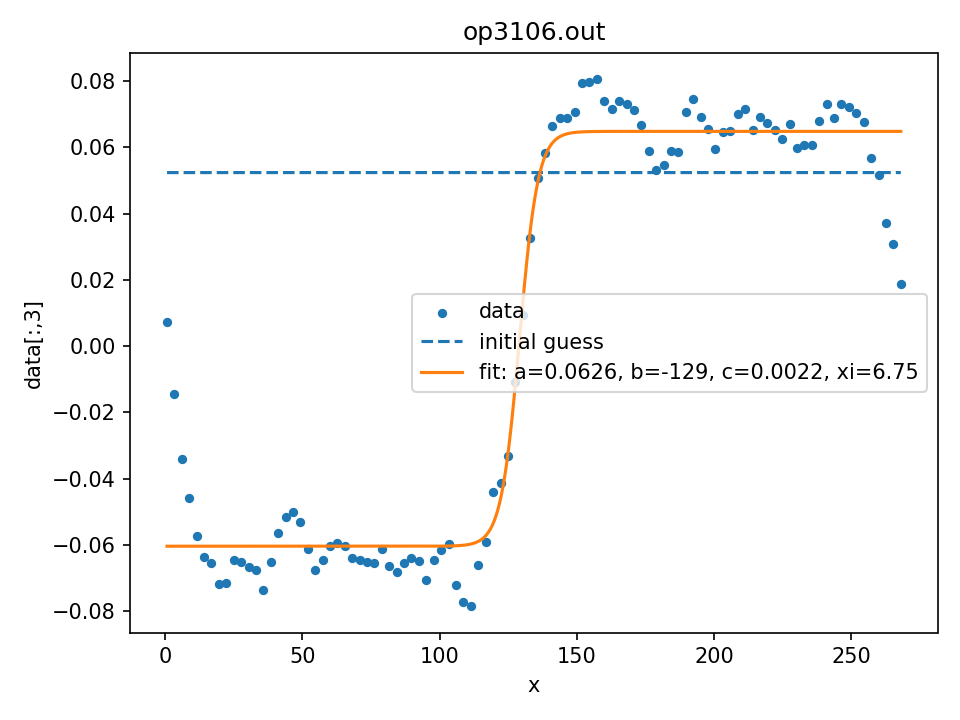 op3106.out
0.08
0.06
0.04
0.02
0.00
−0.02
−0.04
−0.06
−0.08
data[:,3]
data
initial guess
fit: a=0.0626, b=-129, c=0.0022, xi=6.75
0 50 100 150 200 250
x